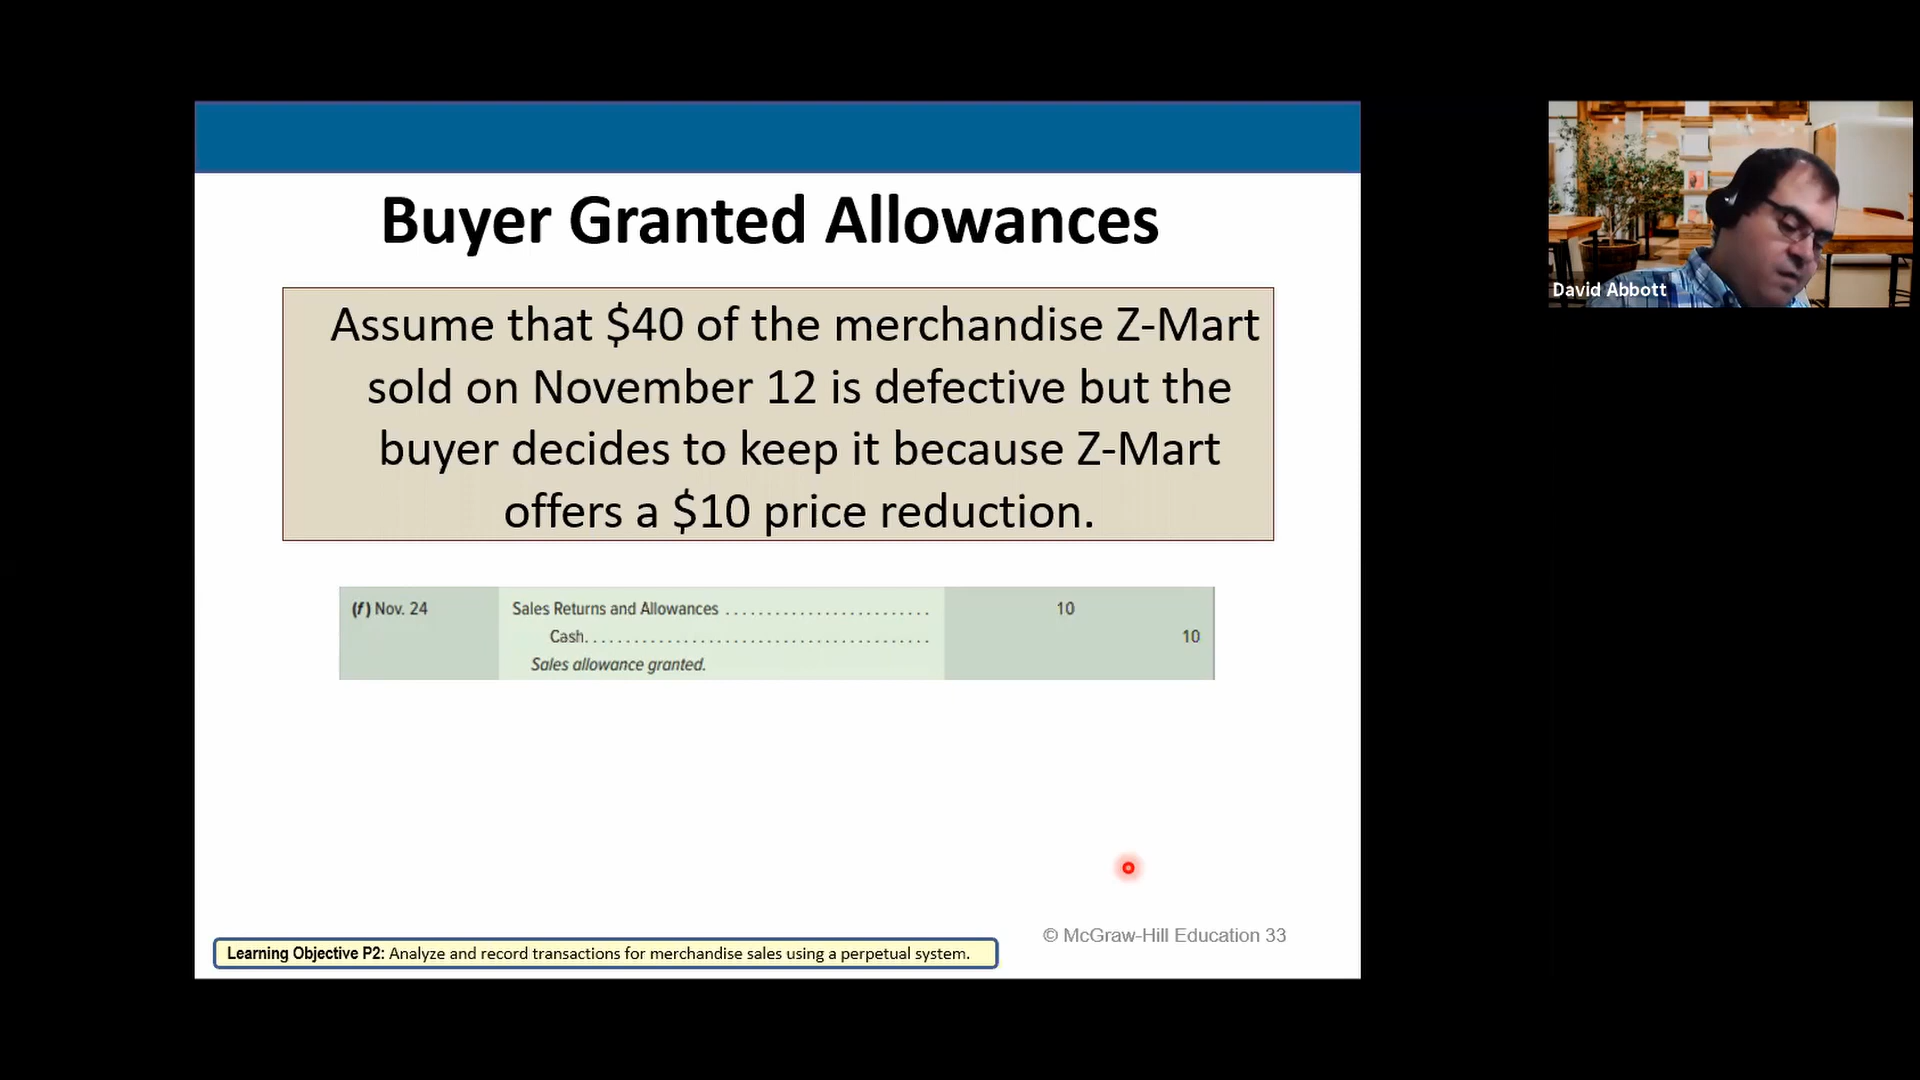 Buyer Granted Allowances
Assume that $40 of the merchandise Z-Mart
sold on November 12 is defective but the
buyer decides to keep it because Z-Mart
offers a $10 price reduction.
(f) Nov. 24 Sales Returns and Allowances ........................ 10
Cash........................................ 10
Sales allowance granted.
© McGraw-Hill Education 33
Learning Objective P2: Analyze and record transactions for merchandise sales using a perpetual system.
David Abbott